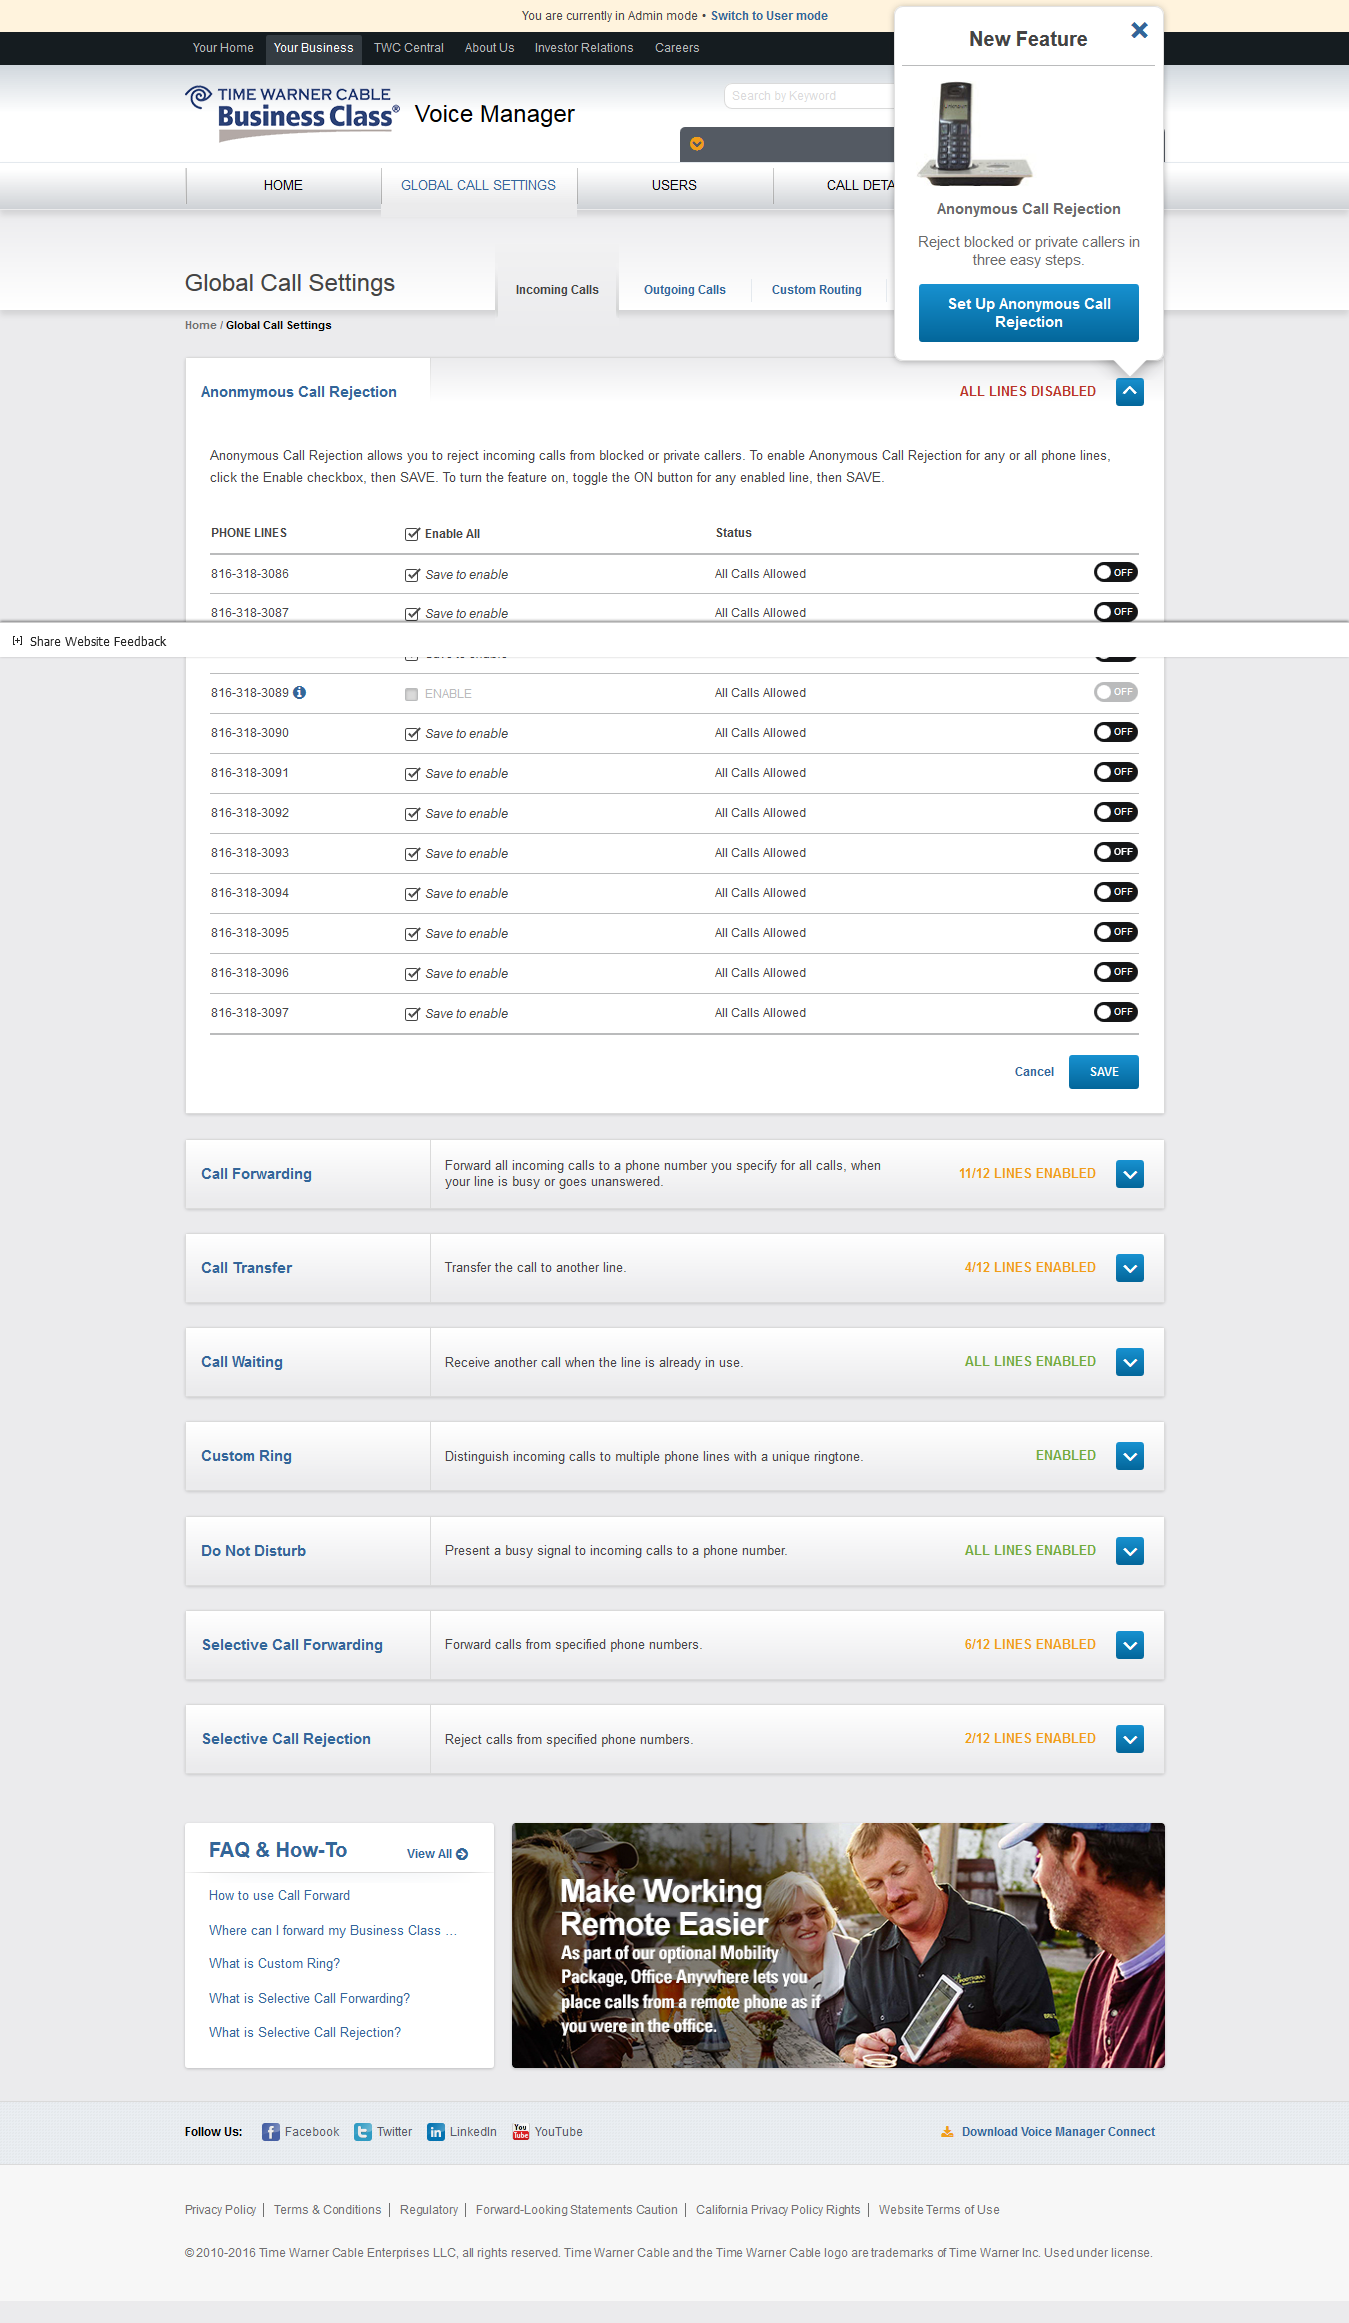 You are currently in Admin mode • Switch to User mode
Your Home Your Business TWC Central About Us Investor Relations Careers
New Feature
TIME WARNER CABLE
Business Class®
Voice Manager
Search by Keyword
HOME GLOBAL CALL SETTINGS USERS CALL DETA
Anonymous Call Rejection
Reject blocked or private callers in
three easy steps.
Set Up Anonymous Call
Rejection
Global Call Settings
Incoming Calls Outgoing Calls Custom Routing
Home / Global Call Settings
Anonmymous Call Rejection ALL LINES DISABLED
Anonymous Call Rejection allows you to reject incoming calls from blocked or private callers. To enable Anonymous Call Rejection for any or all phone lines,
click the Enable checkbox, then SAVE. To turn the feature on, toggle the ON button for any enabled line, then SAVE.
PHONE LINES Enable All Status
816-318-3086 Save to enable All Calls Allowed OFF
816-318-3087 Save to enable All Calls Allowed OFF
[+] Share Website Feedback
816-318-3089 ENABLE All Calls Allowed OFF
816-318-3090 Save to enable All Calls Allowed OFF
816-318-3091 Save to enable All Calls Allowed OFF
816-318-3092 Save to enable All Calls Allowed OFF
816-318-3093 Save to enable All Calls Allowed OFF
816-318-3094 Save to enable All Calls Allowed OFF
816-318-3095 Save to enable All Calls Allowed OFF
816-318-3096 Save to enable All Calls Allowed OFF
816-318-3097 Save to enable All Calls Allowed OFF
Cancel SAVE
Call Forwarding
Forward all incoming calls to a phone number you specify for all calls, when
your line is busy or goes unanswered.
11/12 LINES ENABLED
Call Transfer Transfer the call to another line. 4/12 LINES ENABLED
Call Waiting Receive another call when the line is already in use. ALL LINES ENABLED
Custom Ring Distinguish incoming calls to multiple phone lines with a unique ringtone. ENABLED
Do Not Disturb Present a busy signal to incoming calls to a phone number. ALL LINES ENABLED
Selective Call Forwarding Forward calls from specified phone numbers. 6/12 LINES ENABLED
Selective Call Rejection Reject calls from specified phone numbers. 2/12 LINES ENABLED
FAQ & How-To View All
How to use Call Forward
Where can I forward my Business Class ...
What is Custom Ring?
What is Selective Call Forwarding?
What is Selective Call Rejection?
Make Working
Remote Easier
As part of our optional Mobility
Package, Office Anywhere lets you
place calls from a remote phone as if
you were in the office.
Follow Us: Facebook Twitter LinkedIn You Tube YouTube Download Voice Manager Connect
Privacy Policy | Terms & Conditions | Regulatory | Forward-Looking Statements Caution | California Privacy Policy Rights | Website Terms of Use
© 2010-2016 Time Warner Cable Enterprises LLC, all rights reserved. Time Warner Cable and the Time Warner Cable logo are trademarks of Time Warner Inc. Used under license.